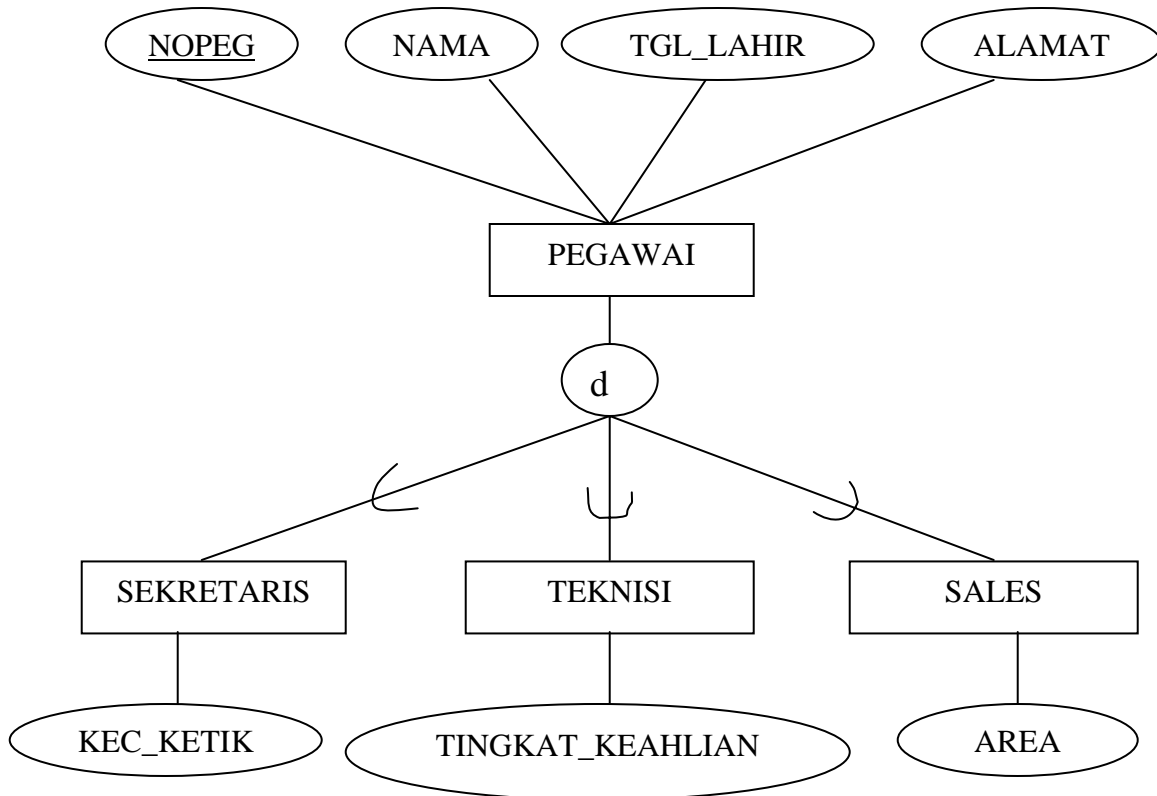 NOPEG
NAMA
TGL_LAHIR
ALAMAT
PEGAWAI
d
SEKRETARIS
TEKNISI
SALES
KEC_KETIK
TINGKAT_KEAHLIAN
AREA